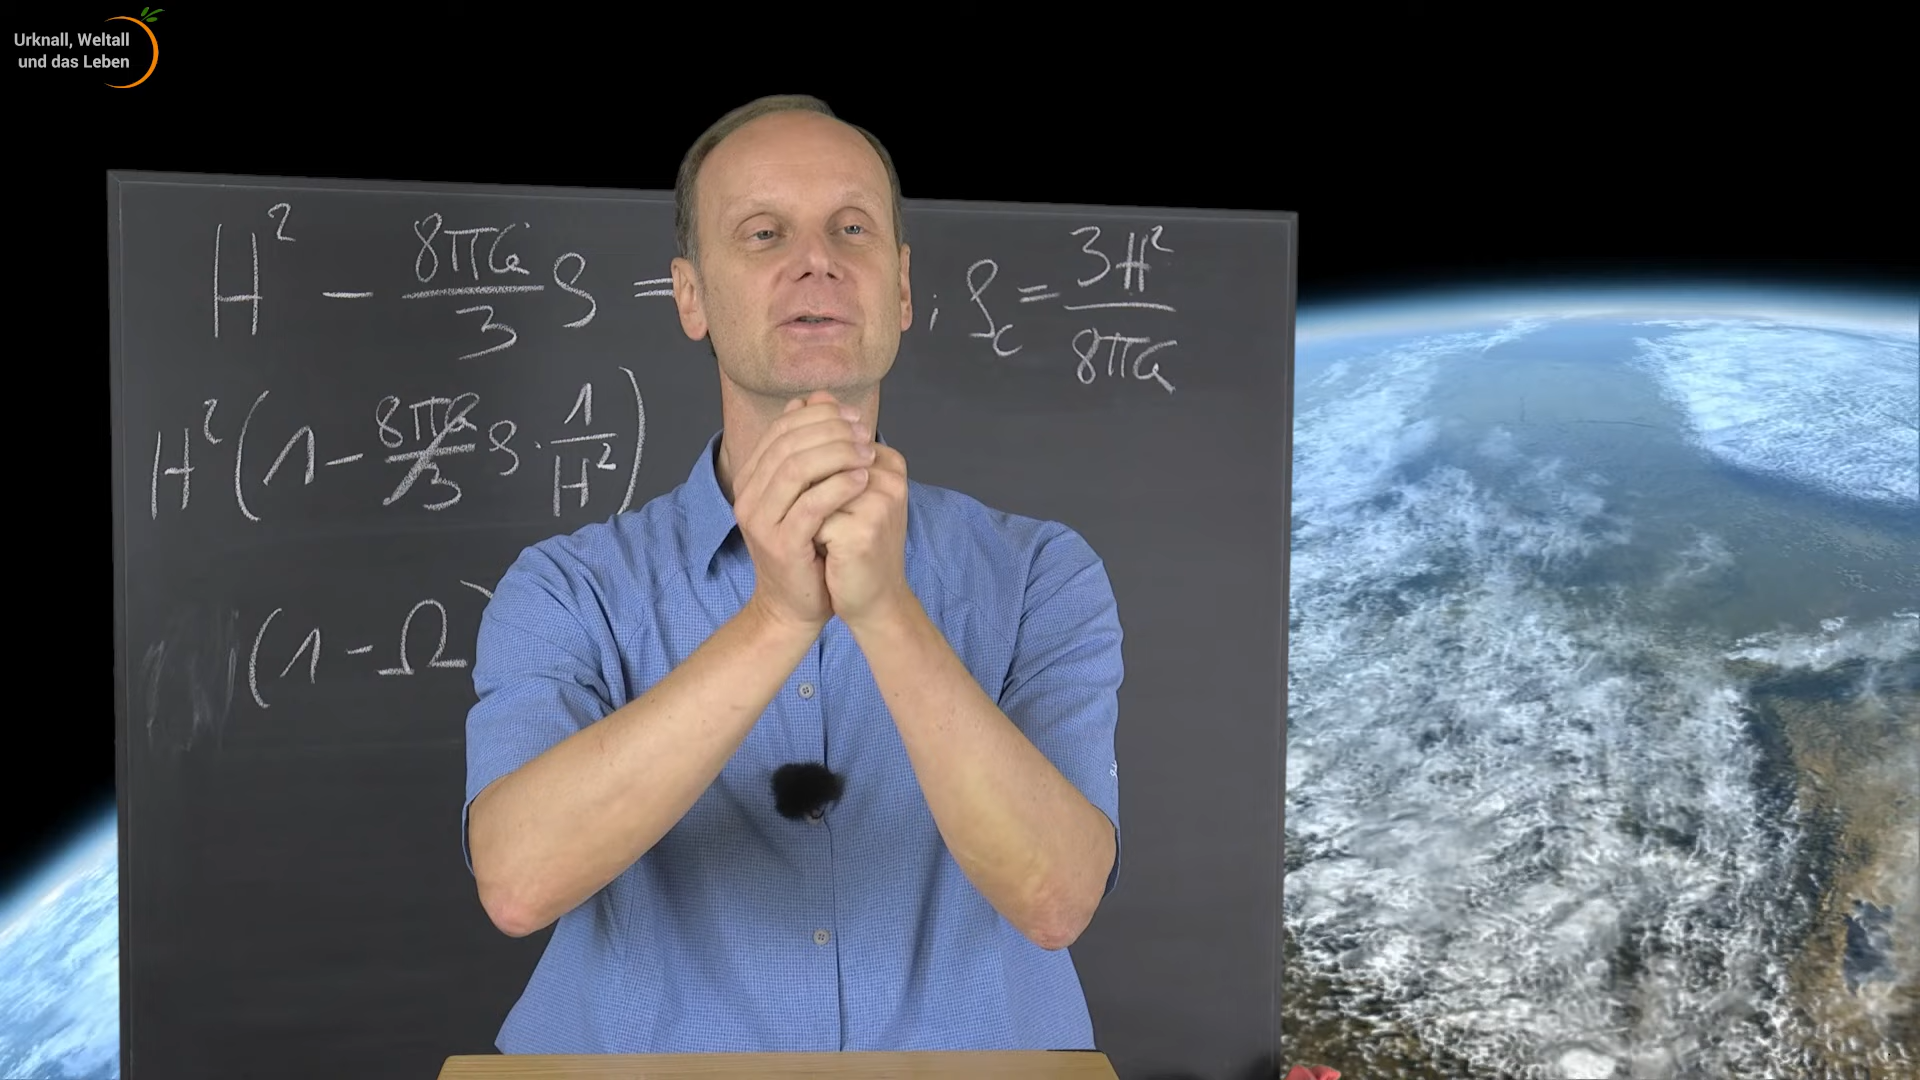 Urknall, Weltall
und das Leben
H² - 8πG/3 ρ = ; ρc = 3H²/8πG
H² (1 - 8πG/3 ρ · 1/H²)
(1 - Ω)